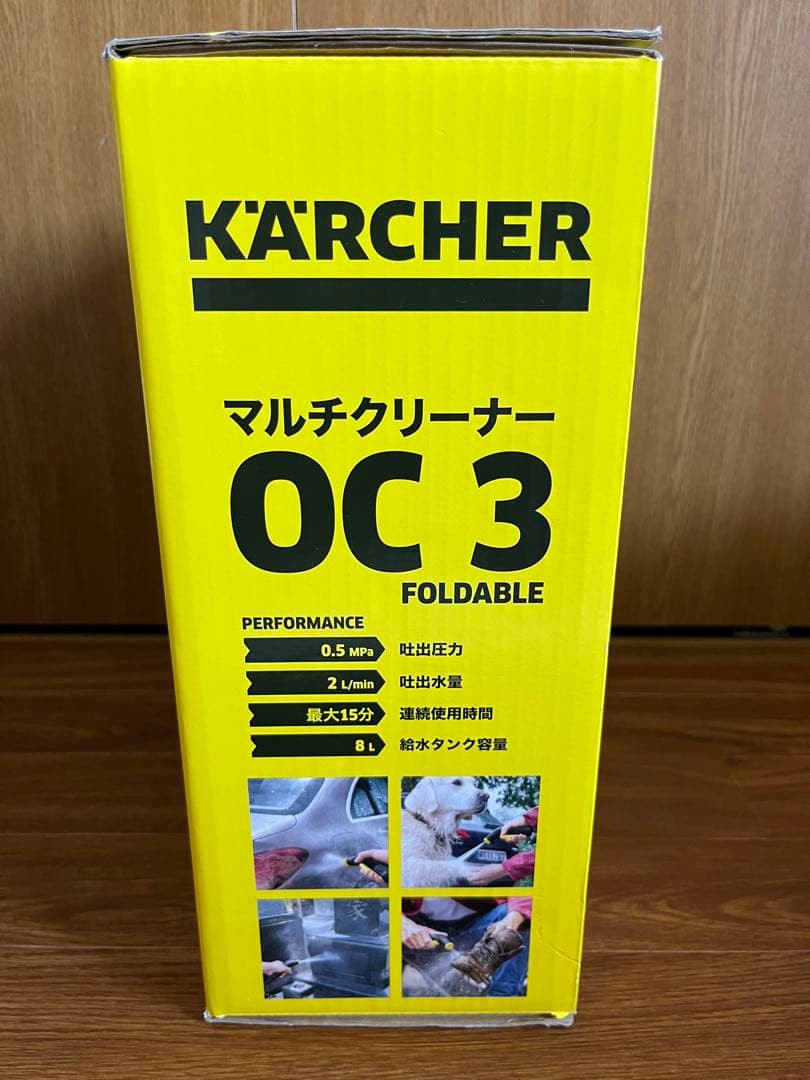 KÄRCHER
マルチクリーナー
OC 3
FOLDABLE
PERFORMANCE
0.5 MPa 吐出圧力
2 L/min 吐出水量
最大15分 連続使用時間
8 L 給水タンク容量
家